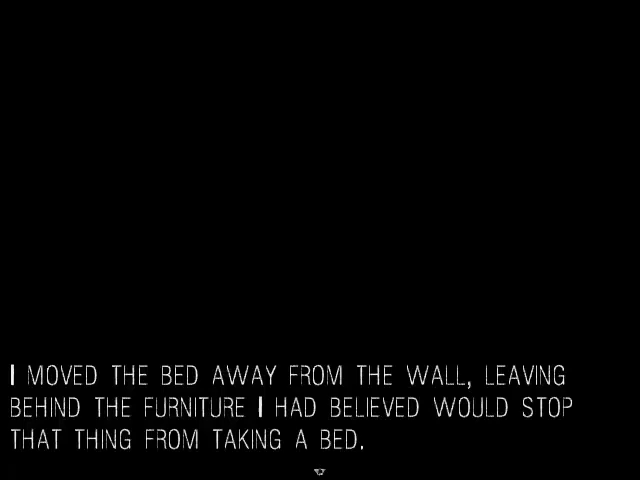 I MOVED THE BED AWAY FROM THE WALL, LEAVING
BEHIND THE FURNITURE I HAD BELIEVED WOULD STOP
THAT THING FROM TAKING A BED.